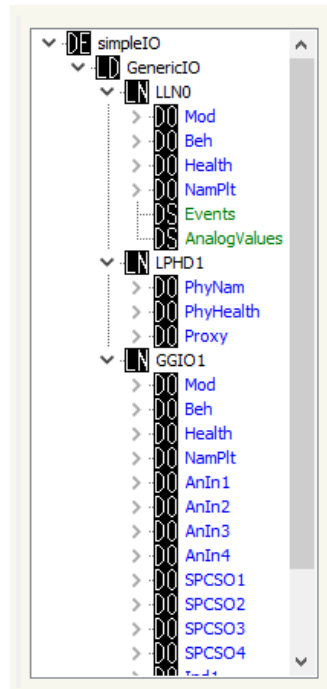 DE simpleIO
LD GenericIO
LN LLN0
DO Mod
DO Beh
DO Health
DO NamPlt
DS Events
DS AnalogValues
LN LPHD1
DO PhyNam
DO PhyHealth
DO Proxy
LN GGIO1
DO Mod
DO Beh
DO Health
DO NamPlt
DO AnIn1
DO AnIn2
DO AnIn3
DO AnIn4
DO SPCSO1
DO SPCSO2
DO SPCSO3
DO SPCSO4
DO Ind1